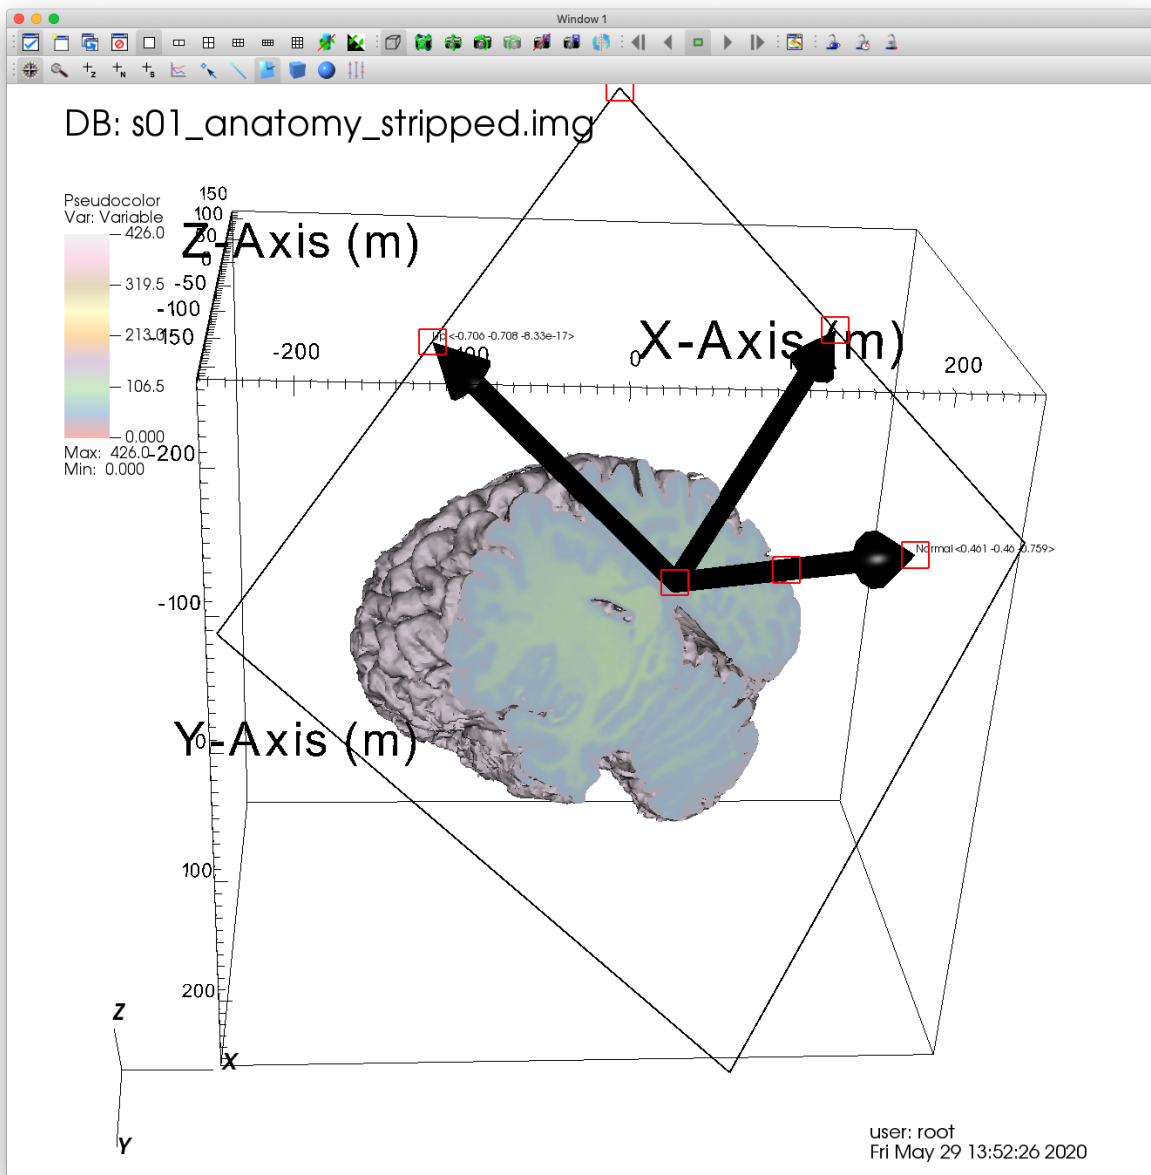 Window 1
DB: s01_anatomy_stripped.img
Pseudocolor
Var: Variable
426.0
319.5
213.0
106.5
0.000
Max: 426.0
Min: 0.000
150
100
50
0
-50
-100
-150
Z-Axis (m)
-200
0
200
X-Axis (m)
Up <-0.706 -0.708 -8.33e-17>
-200
-100
0
100
200
Y-Axis (m)
Normal <0.461 -0.46 -0.759>
Z
X
Y
user: root
Fri May 29 13:52:26 2020